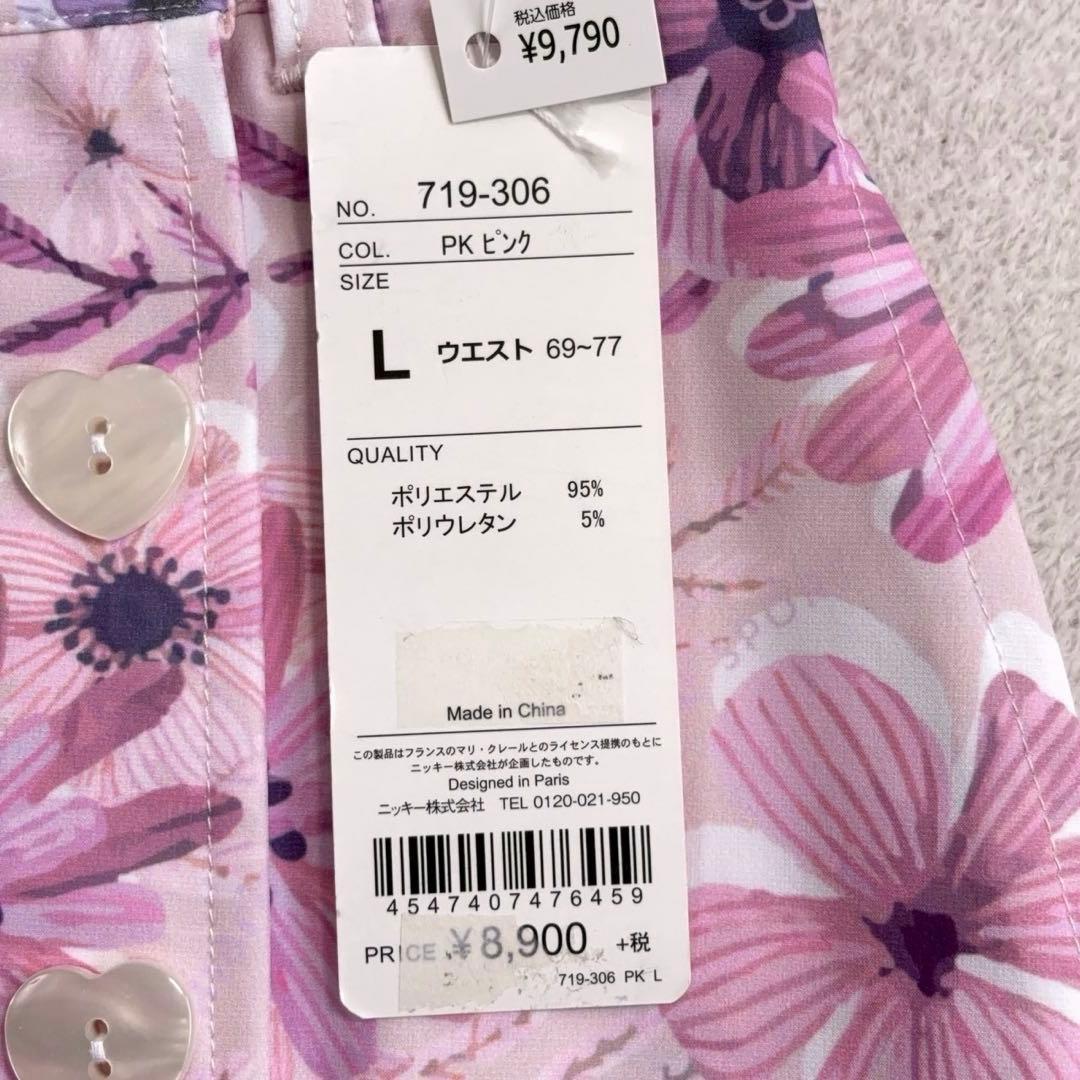 税込価格
¥9,790
NO. 719-306
COL. PK ピンク
SIZE
L ウエスト 69~77
QUALITY
ポリエステル 95%
ポリウレタン 5%
Made in China
この製品はフランスのマリ・クレールとのライセンス提携のもとに
ニッキー株式会社が企画したものです。
Designed in Paris
ニッキー株式会社 TEL 0120-021-950
4547407476459
PRICE ¥8,900 +税
719-306 PK L